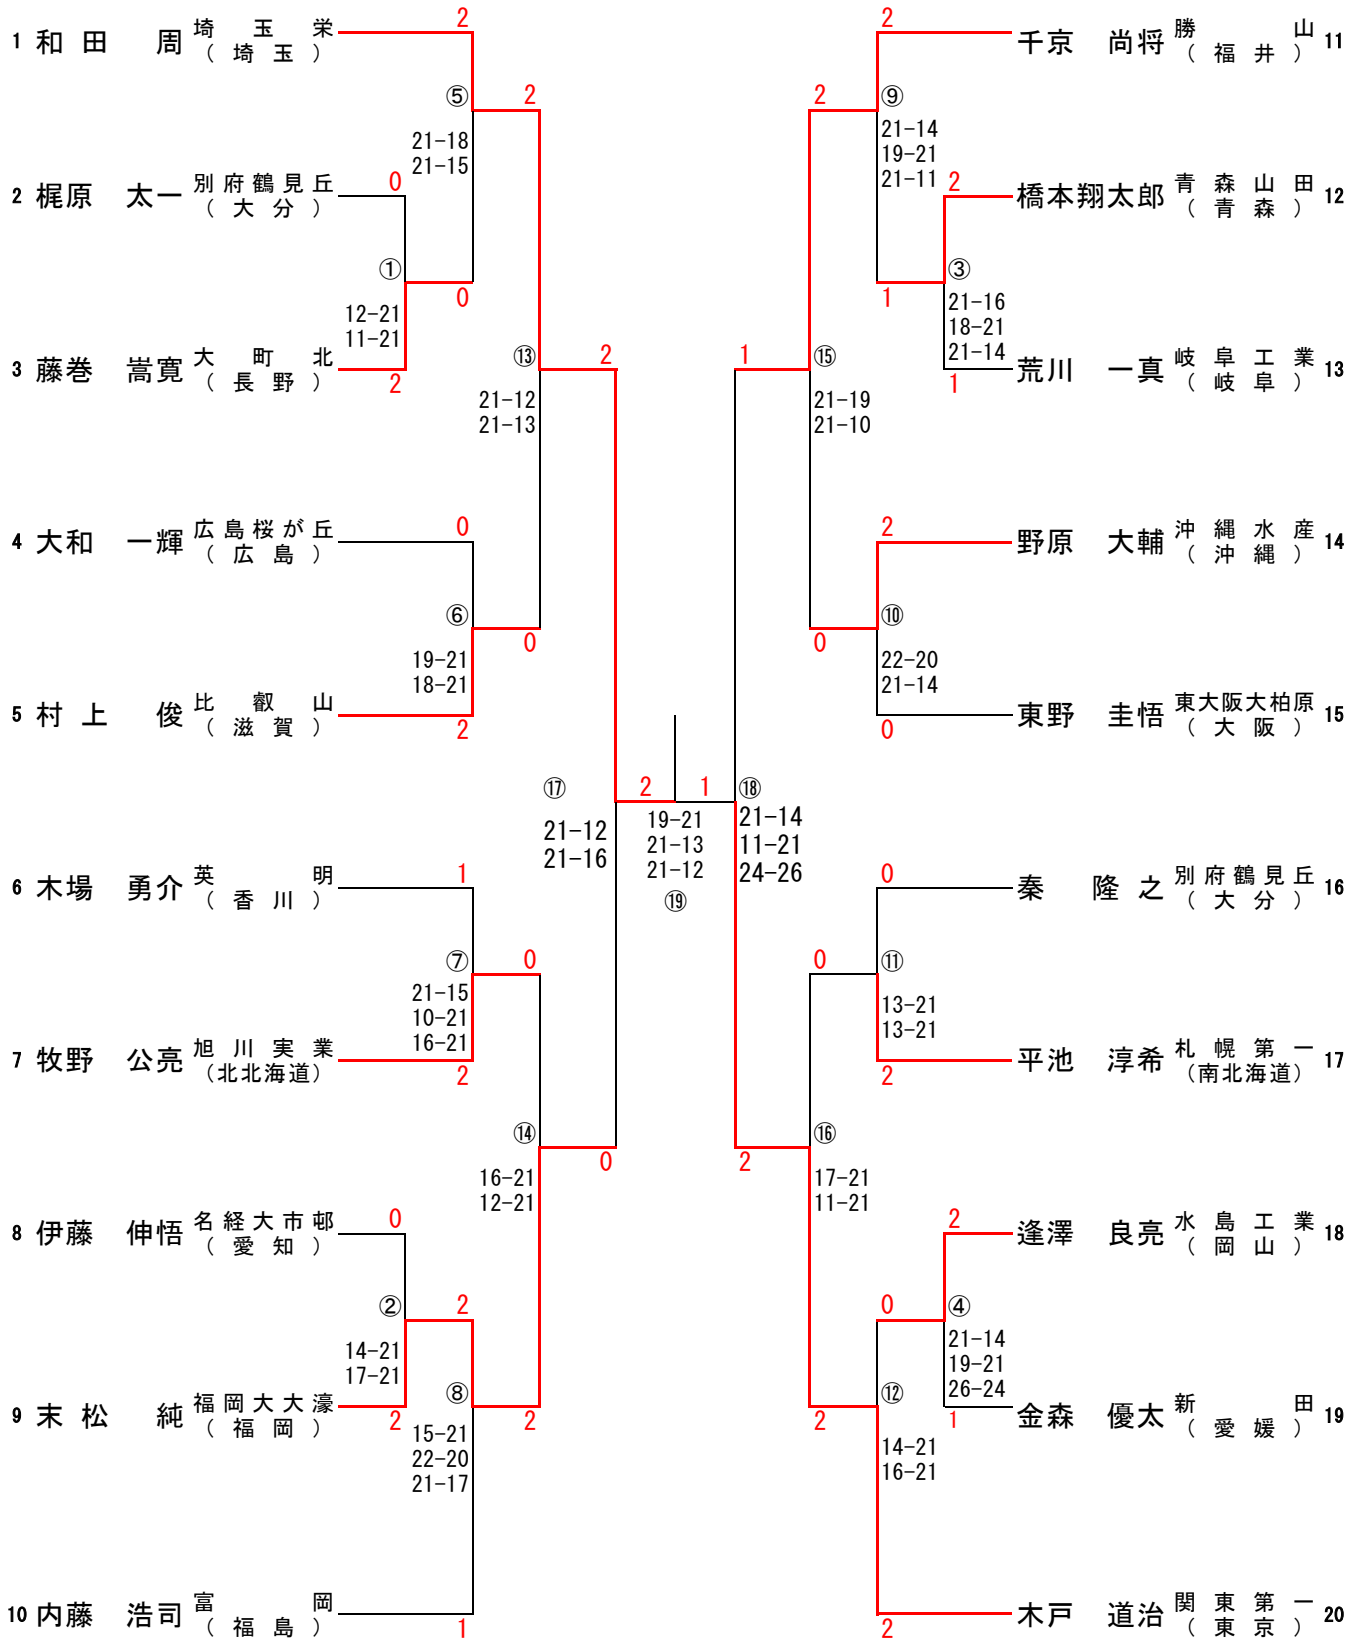 1 和田 周 埼玉栄
(埼玉)
2
⑤
21-18
21-15
2
2 梶原 太一 別府鶴見丘
(大分)
0
①
12-21
11-21
0
3 藤巻 嵩寛 大町北
(長野)
2
⑬
21-12
21-13
2
4 大和 一輝 広島桜が丘
(広島)
0
⑥
19-21
18-21
0
5 村上 俊 比叡山
(滋賀)
2
⑰
21-12
21-16
2
6 木場 勇介 英明
(香川)
1
⑦
21-15
10-21
16-21
0
7 牧野 公亮 旭川実業
(北北海道)
2
⑭
16-21
12-21
0
8 伊藤 伸悟 名経大市邨
(愛知)
0
②
14-21
17-21
2
9 末松 純 福岡大大濠
(福岡)
2
⑧
15-21
22-20
21-17
2
10 内藤 浩司 富岡
(福島)
1
19-21
21-13
21-12
⑲
2
千京 尚将 勝山 11
(福井)
2
⑨
21-14
19-21
21-11
2
橋本翔太郎 青森山田 12
(青森)
1
③
21-16
18-21
21-14
1
荒川 一真 岐阜工業 13
(岐阜)
1
⑮
21-19
21-10
2
野原 大輔 沖縄水産 14
(沖縄)
0
⑩
22-20
21-14
0
東野 圭悟 東大阪大柏原 15
(大阪)
1
⑱
21-14
11-21
24-26
0
秦 隆之 別府鶴見丘 16
(大分)
0
⑪
13-21
13-21
2
平池 淳希 札幌第一 17
(南北海道)
2
⑯
17-21
11-21
2
逢澤 良亮 水島工業 18
(岡山)
0
④
21-14
19-21
26-24
1
金森 優太 新田 19
(愛媛)
2
⑫
14-21
16-21
2
木戸 道治 関東第一 20
(東京)